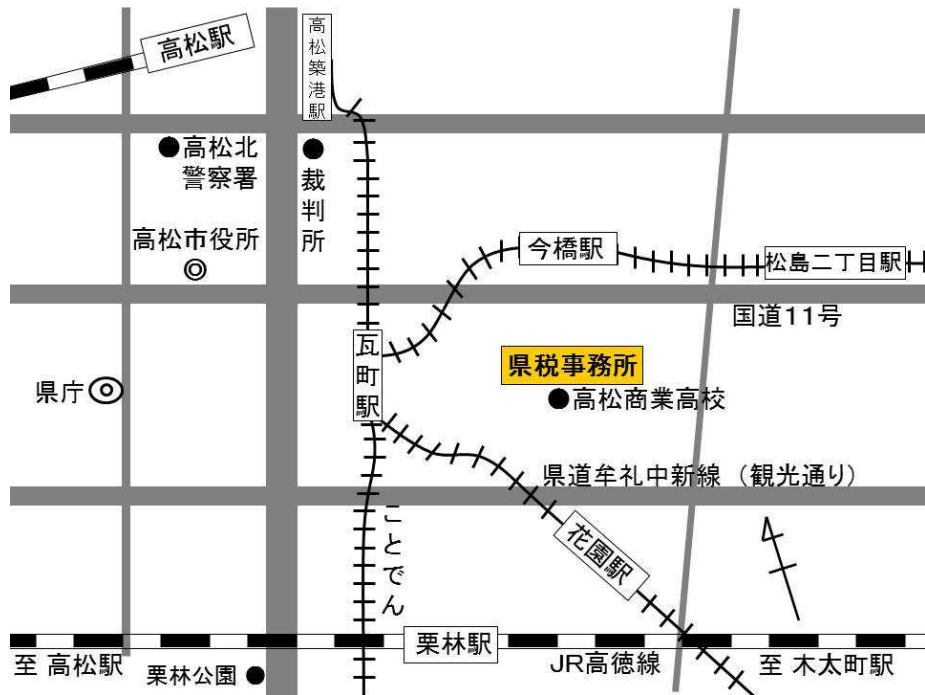 高松駅
高松築港駅
高松北
警察署
裁判所
高松市役所
今橋駅
松島二丁目駅
国道11号
瓦町駅
県税事務所
高松商業高校
県庁
県道牟礼中新線 (観光通り)
ことでん
花園駅
栗林駅
至 高松駅
栗林公園
JR高徳線
至 木太町駅